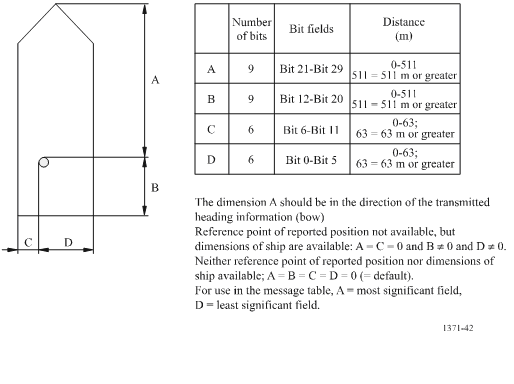 Number of bits Bit fields Distance (m)
A 9 Bit 21-Bit 29 0-511
511 = 511 m or greater
B 9 Bit 12-Bit 20 0-511
511 = 511 m or greater
C 6 Bit 6-Bit 11 0-63;
63 = 63 m or greater
D 6 Bit 0-Bit 5 0-63;
63 = 63 m or greater
A
B
C D
The dimension A should be in the direction of the transmitted
heading information (bow)
Reference point of reported position not available, but
dimensions of ship are available: A = C = 0 and B ≠ 0 and D ≠ 0.
Neither reference point of reported position nor dimensions of
ship available; A = B = C = D = 0 (= default).
For use in the message table, A = most significant field,
D = least significant field.
1371-42